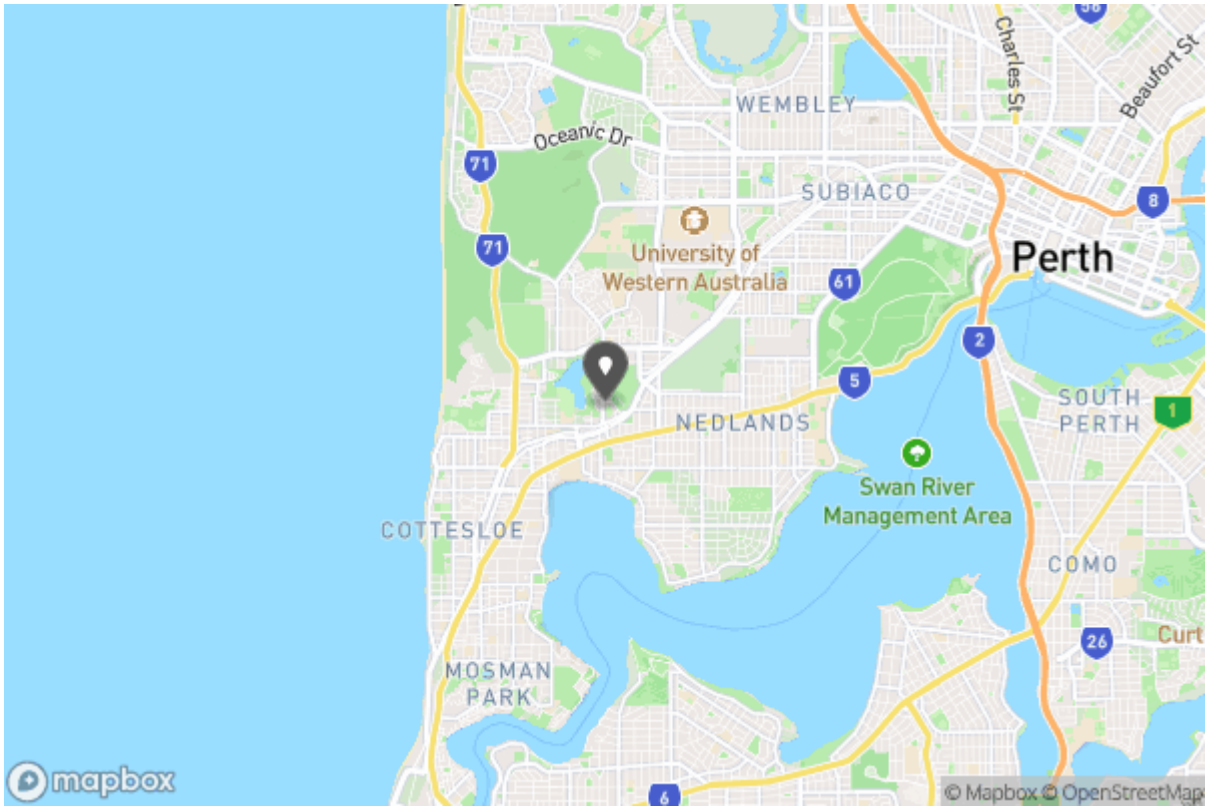 58
Charles St
Beaufort St
WEMBLEY
Oceanic Dr
71
SUBIACO
8
University of
Western Australia
71
Perth
61
2
5
SOUTH
PERTH
1
NEDLANDS
Swan River
Management Area
COTTESLOE
COMO
26
Curt
MOSMAN
PARK
6
mapbox
© Mapbox © OpenStreetMap